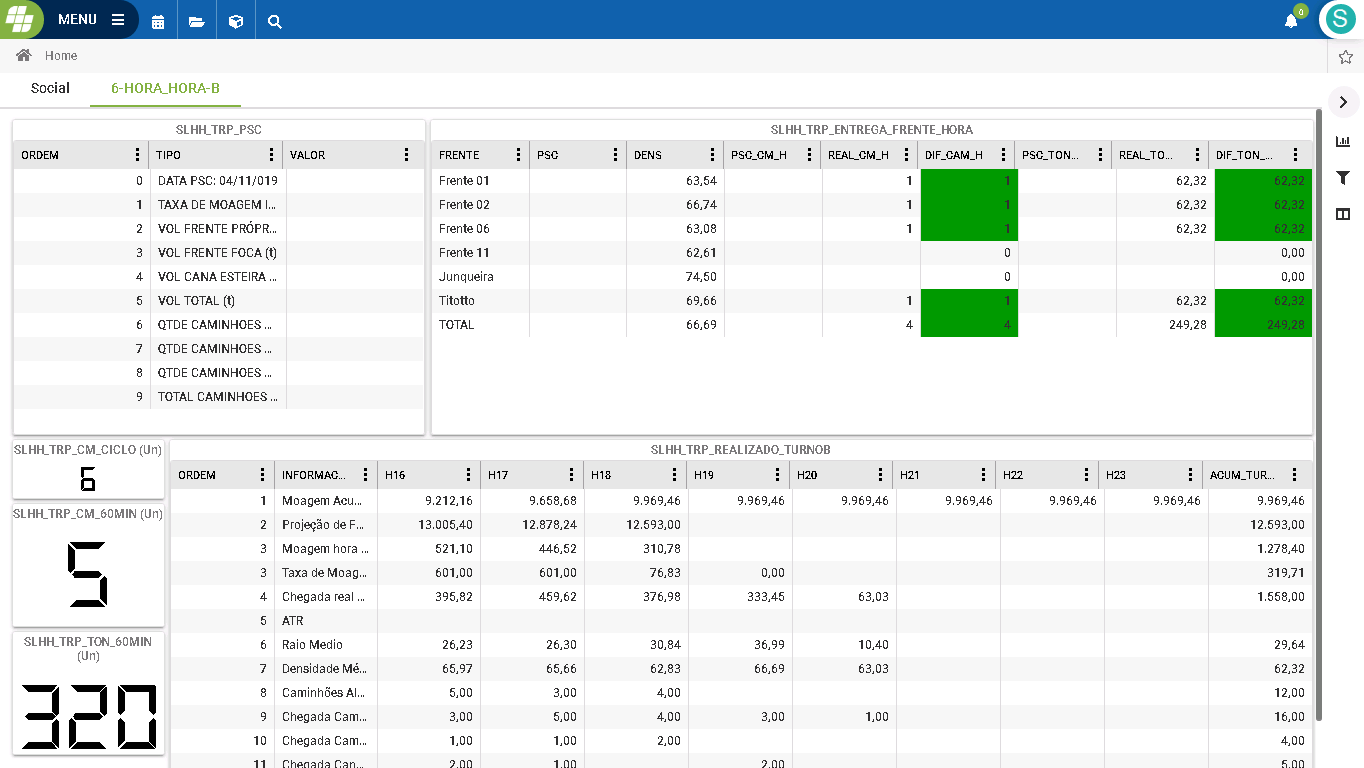 MENU
0
S
Home
Social 6-HORA_HORA-B
SLHH_TRP_PSC
ORDEM TIPO VALOR
0 DATA PSC: 04/11/019
1 TAXA DE MOAGEM I...
2 VOL FRENTE PRÓPR...
3 VOL FRENTE FOCA (t)
4 VOL CANA ESTEIRA ...
5 VOL TOTAL (t)
6 QTDE CAMINHOES ...
7 QTDE CAMINHOES ...
8 QTDE CAMINHOES ...
9 TOTAL CAMINHOES ...
SLHH_TRP_ENTREGA_FRENTE_HORA
FRENTE PSC DENS PSC_CM_H REAL_CM_H DIF_CAM_H PSC_TON... REAL_TO... DIF_TON_...
Frente 01 63,54 1 1 62,32 62,32
Frente 02 66,74 1 1 62,32 62,32
Frente 06 63,08 1 1 62,32 62,32
Frente 11 62,61 0 0,00
Junqueira 74,50 0 0,00
Titotto 69,66 1 1 62,32 62,32
TOTAL 66,69 4 4 249,28 249,28
SLHH_TRP_CM_CICLO (Un)
6
SLHH_TRP_CM_60MIN (Un)
5
SLHH_TRP_TON_60MIN
(Un)
320
SLHH_TRP_REALIZADO_TURNOB
ORDEM INFORMAC... H16 H17 H18 H19 H20 H21 H22 H23 ACUM_TUR...
1 Moagem Acu... 9.212,16 9.658,68 9.969,46 9.969,46 9.969,46 9.969,46 9.969,46 9.969,46 9.969,46
2 Projeção de F... 13.005,40 12.878,24 12.593,00 12.593,00
3 Moagem hora ... 521,10 446,52 310,78 1.278,40
3 Taxa de Moag... 601,00 601,00 76,83 0,00 319,71
4 Chegada real ... 395,82 459,62 376,98 333,45 63,03 1.558,00
5 ATR
6 Raio Medio 26,23 26,30 30,84 36,99 10,40 29,64
7 Densidade Mé... 65,97 65,66 62,83 66,69 63,03 62,32
8 Caminhões Al... 5,00 3,00 4,00 12,00
9 Chegada Cam... 3,00 5,00 4,00 3,00 1,00 16,00
10 Chegada Cam... 1,00 1,00 2,00 4,00
11 Chegada Can... 2,00 1,00 2,00 5,00